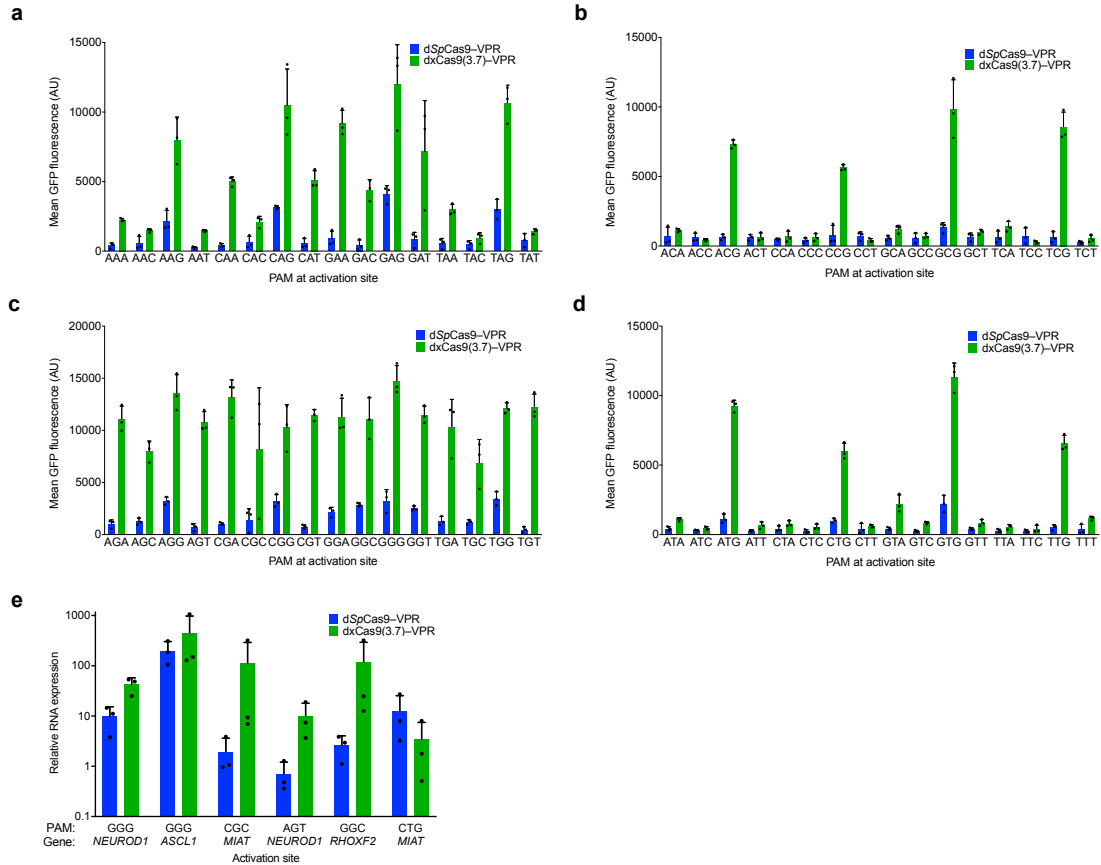 a
Mean GFP fluorescence (AU)
15000
10000
5000
0
dSpCas9–VPR
dxCas9(3.7)–VPR
AAA AAC AAG AAT CAA CAC CAG CAT GAA GAC GAG GAT TAA TAC TAG TAT
PAM at activation site
b
Mean GFP fluorescence (AU)
15000
10000
5000
0
dSpCas9–VPR
dxCas9(3.7)–VPR
ACA ACC ACG ACT CCA CCC CCG CCT GCA GCC GCG GCT TCA TCC TCG TCT
PAM at activation site
c
Mean GFP fluorescence (AU)
20000
15000
10000
5000
0
dSpCas9–VPR
dxCas9(3.7)–VPR
AGA AGC AGG AGT CGA CGC CGG CGT GGA GGC GGG GGT TGA TGC TGG TGT
PAM at activation site
d
Mean GFP fluorescence (AU)
15000
10000
5000
0
dSpCas9–VPR
dxCas9(3.7)–VPR
ATA ATC ATG ATT CTA CTC CTG CTT GTA GTC GTG GTT TTA TTC TTG TTT
PAM at activation site
e
Relative RNA expression
1000
100
10
1
0.1
dSpCas9–VPR
dxCas9(3.7)–VPR
PAM: GGG GGG CGC AGT GGC CTG
Gene: NEUROD1 ASCL1 MIAT NEUROD1 RHOXF2 MIAT
Activation site